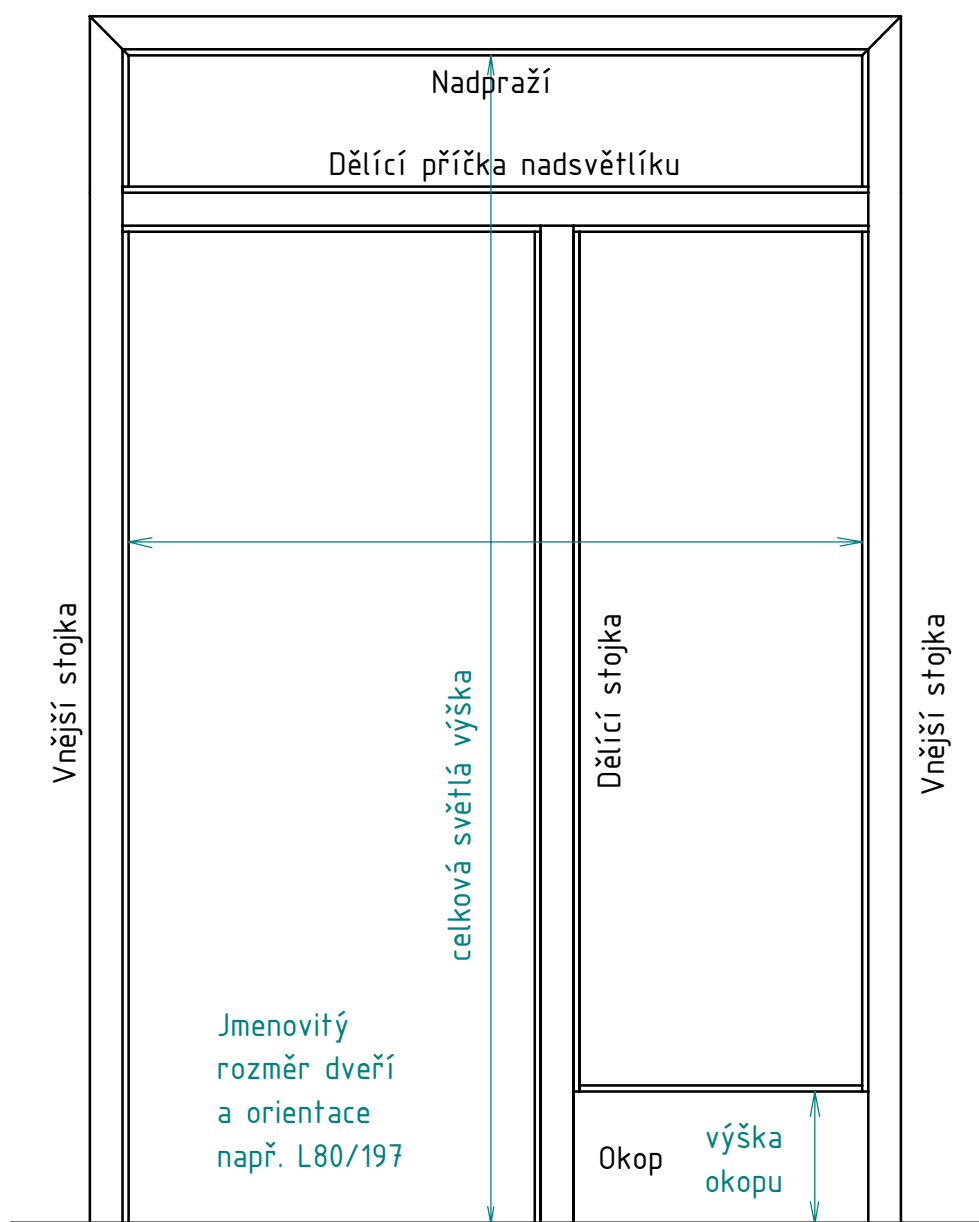 Nadpraží
Dělící příčka nadsvětlíku
Vnější stojka
celková světlá výška
Dělící stojka
Vnější stojka
Jmenovitý
rozměr dveří
a orientace
např. L80/197
Okop
výška
okopu